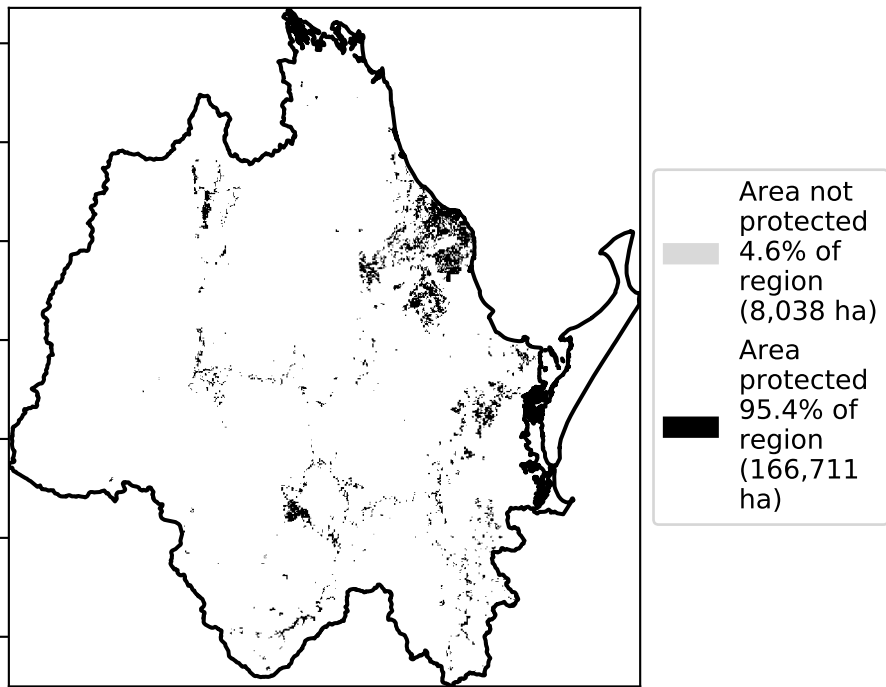 Area not
protected
4.6% of
region
(8,038 ha)
Area
protected
95.4% of
region
(166,711
ha)